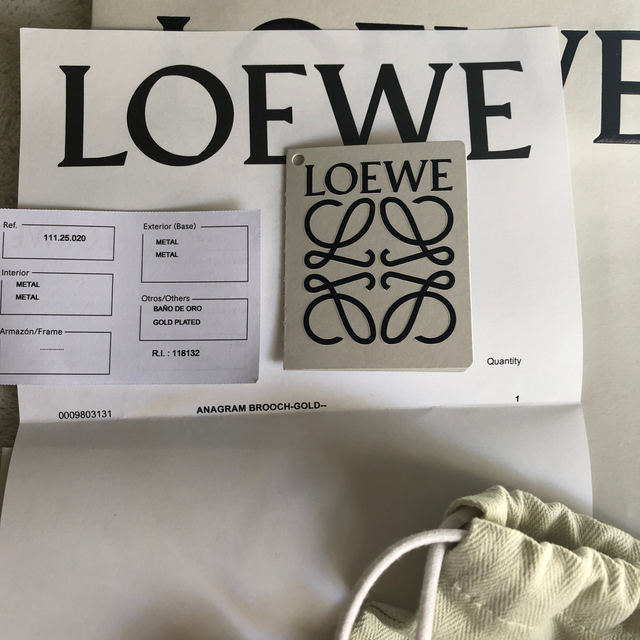 LOEWE
LOEWE
Ref.
111.25.020
Interior
METAL
METAL
Armazón/Frame
Exterior (Base)
METAL
METAL
Otros/Others
BAÑO DE ORO
GOLD PLATED
R.I. : 118132
Quantity
0009803131 ANAGRAM BROOCH-GOLD-- 1